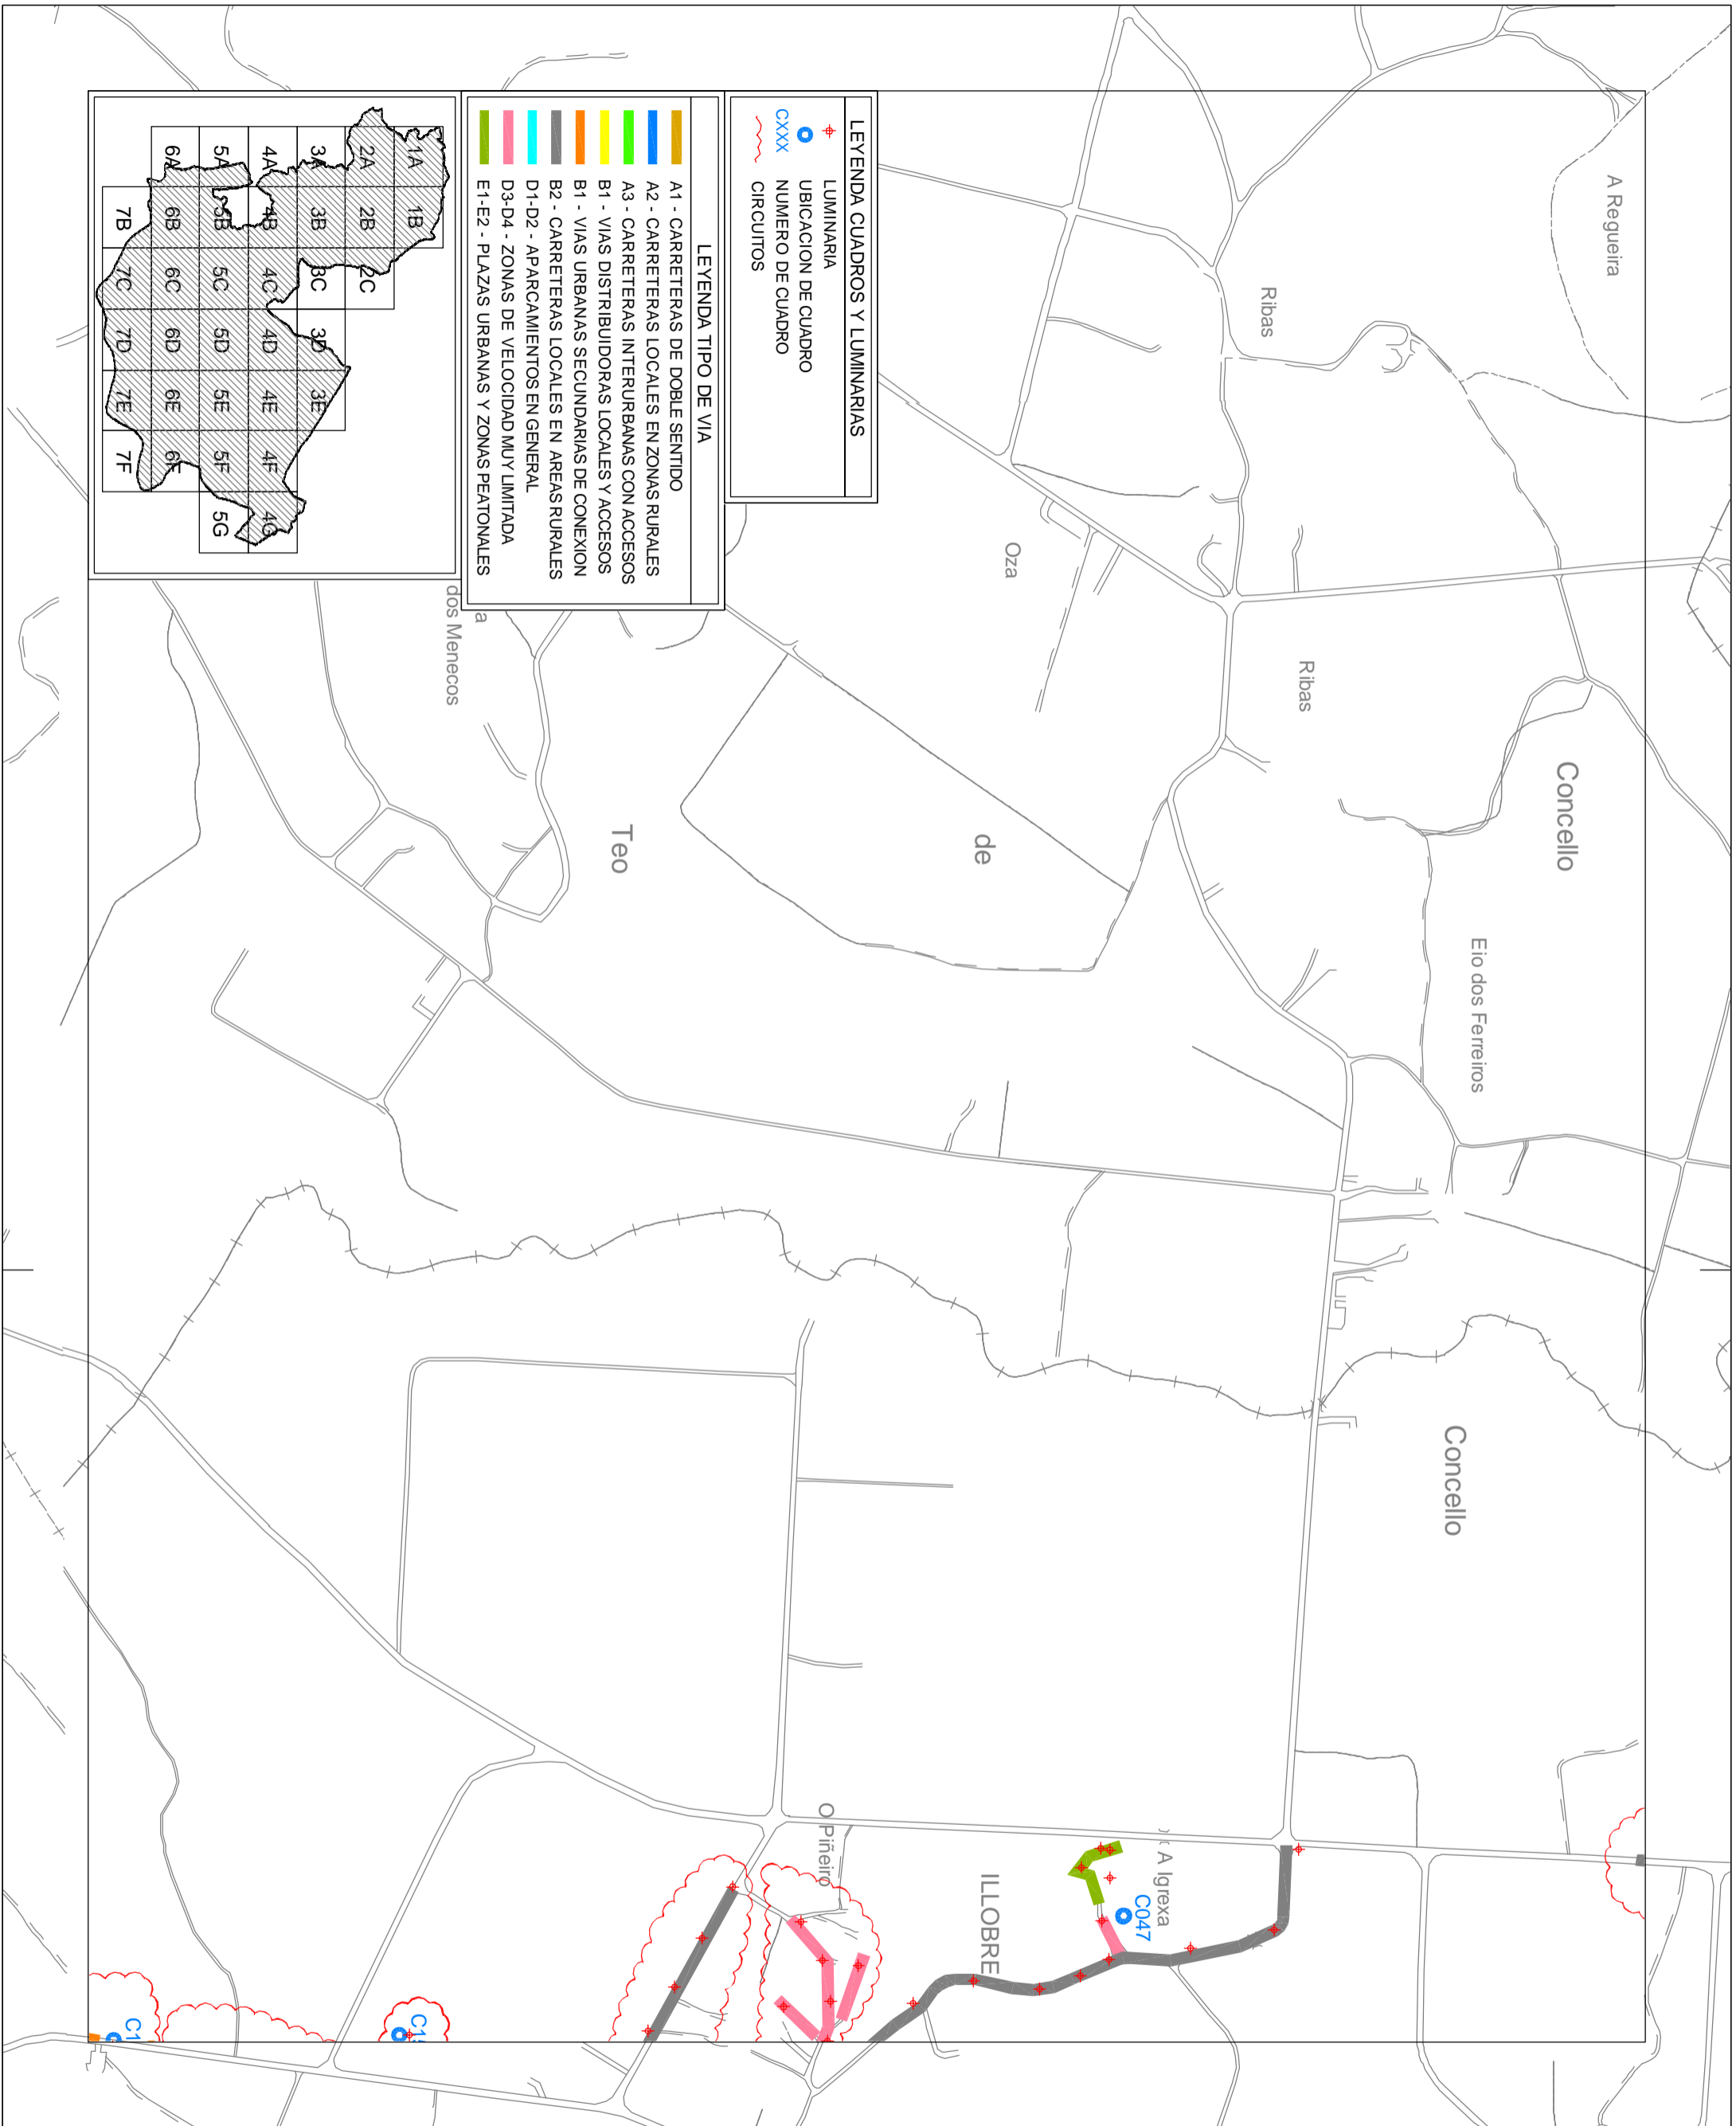 LEYENDA CUADROS Y LUMINARIAS
LUMINARIA
UBICACION DE CUADRO
CXXX NUMERO DE CUADRO
CIRCUITOS
LEYENDA TIPO DE VIA
A1 - CARRETERAS DE DOBLE SENTIDO
A2 - CARRETERAS LOCALES EN ZONAS RURALES
A3 - CARRETERAS INTERURBANAS CON ACCESOS
B1 - VIAS DISTRIBUIDORAS LOCALES Y ACCESOS
B1 - VIAS URBANAS SECUNDARIAS DE CONEXION
B2 - CARRETERAS LOCALES EN AREAS RURALES
D1-D2 - APARCAMIENTOS EN GENERAL
D3-D4 - ZONAS DE VELOCIDAD MUY LIMITADA
E1-E2 - PLAZAS URBANAS Y ZONAS PEATONALES
1A 1B
2A 2B 2C
3A 3B 3C 3D 3E
4A 4B 4C 4D 4E 4F 4G
5A 5B 5C 5D 5E 5F 5G
6A 6B 6C 6D 6E 6F
7B 7C 7D 7E 7F
A Regueira
Ribas
Oza
Ribas
Concello
de
Teo
Eio dos Ferreiros
a
dos Menecos
Concello
A Igrexa
C047
ILLOBRE
O Piñeiro
C1